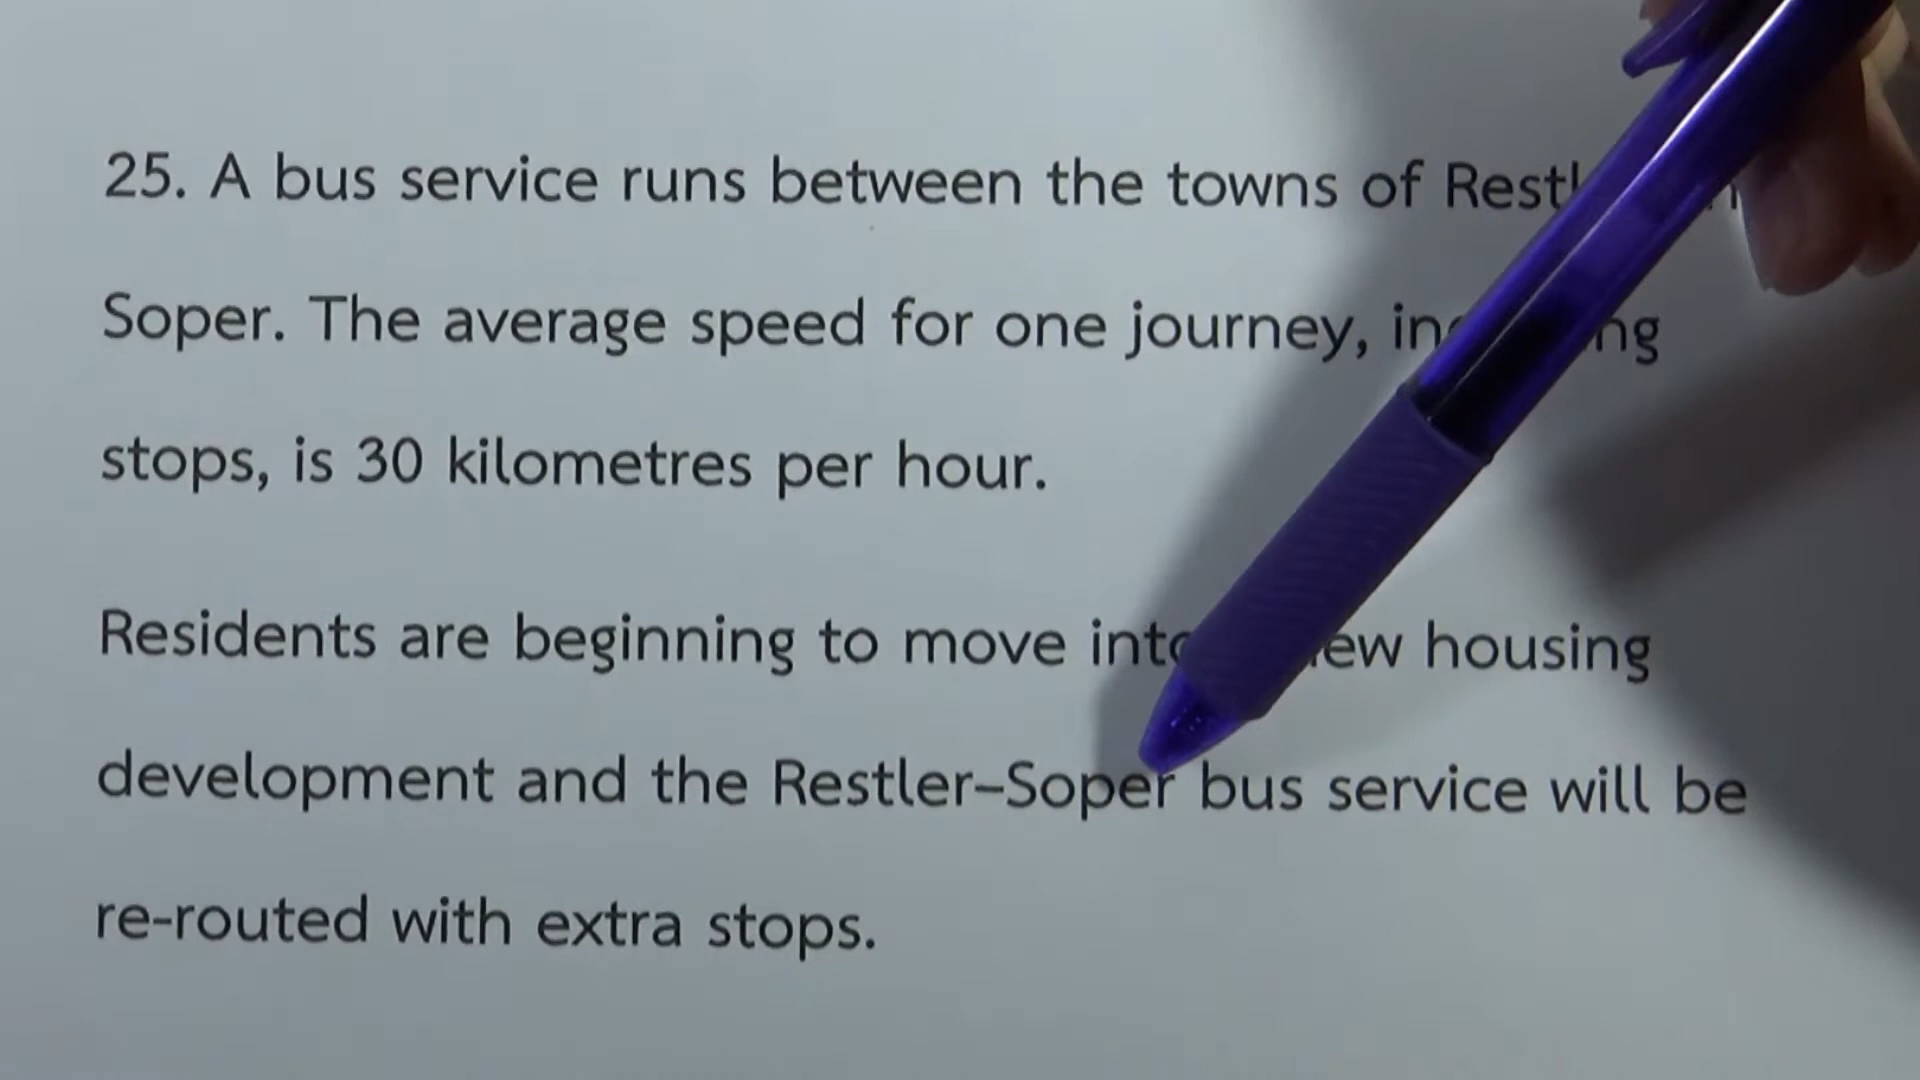 25. A bus service runs between the towns of
Soper. The average speed for one journey,
stops, is 30 kilometres per hour.
Residents are beginning to move into housing
development and the Restler–Soper bus service will be
re-routed with extra stops.